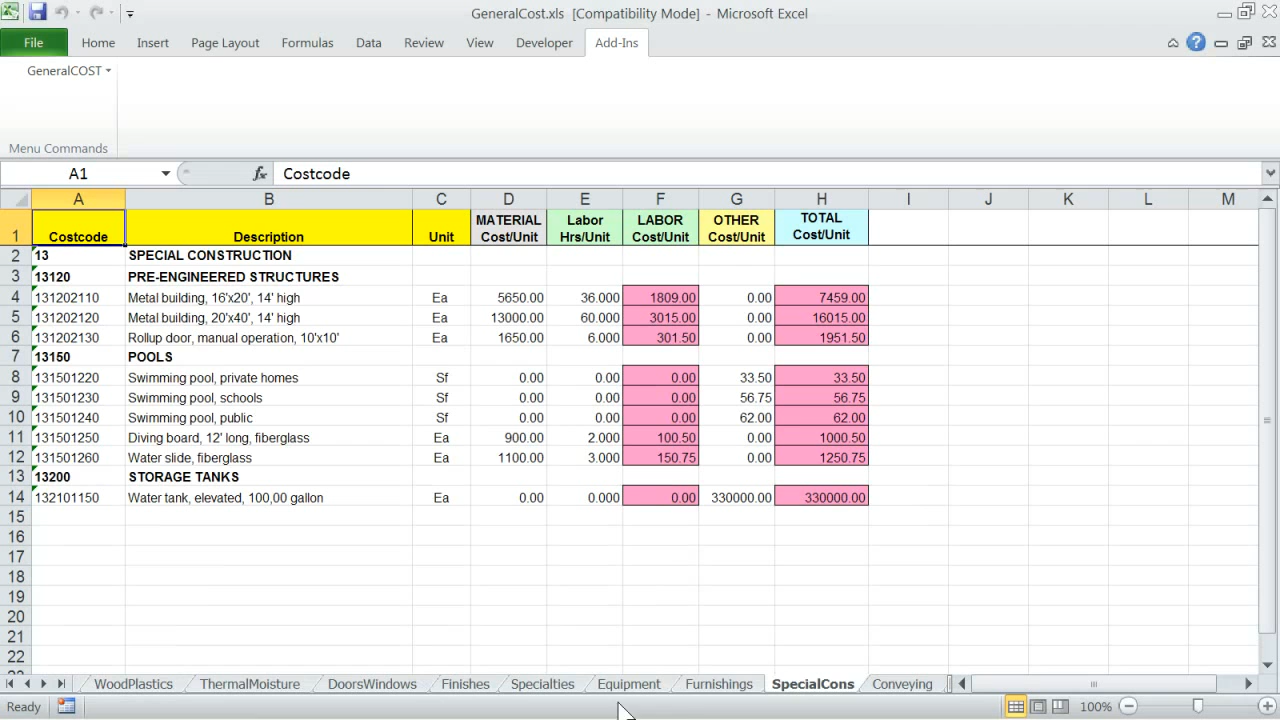 GeneralCost.xls [Compatibility Mode] - Microsoft Excel
File Home Insert Page Layout Formulas Data Review View Developer Add-Ins
GeneralCOST
Menu Commands
A1 fx Costcode
A B C D E F G H I J K L M
1 Costcode Description Unit MATERIAL Cost/Unit Labor Hrs/Unit LABOR Cost/Unit OTHER Cost/Unit TOTAL Cost/Unit
2 13 SPECIAL CONSTRUCTION
3 13120 PRE-ENGINEERED STRUCTURES
4 131202110 Metal building, 16'x20', 14' high Ea 5650.00 36.000 1809.00 0.00 7459.00
5 131202120 Metal building, 20'x40', 14' high Ea 13000.00 60.000 3015.00 0.00 16015.00
6 131202130 Rollup door, manual operation, 10'x10' Ea 1650.00 6.000 301.50 0.00 1951.50
7 13150 POOLS
8 131501220 Swimming pool, private homes Sf 0.00 0.00 0.00 33.50 33.50
9 131501230 Swimming pool, schools Sf 0.00 0.00 0.00 56.75 56.75
10 131501240 Swimming pool, public Sf 0.00 0.00 0.00 62.00 62.00
11 131501250 Diving board, 12' long, fiberglass Ea 900.00 2.000 100.50 0.00 1000.50
12 131501260 Water slide, fiberglass Ea 1100.00 3.000 150.75 0.00 1250.75
13 13200 STORAGE TANKS
14 132101150 Water tank, elevated, 100,00 gallon Ea 0.00 0.000 0.00 330000.00 330000.00
15
16
17
18
19
20
21
22
WoodPlastics ThermalMoisture DoorsWindows Finishes Specialties Equipment Furnishings SpecialCons Conveying
Ready 100%